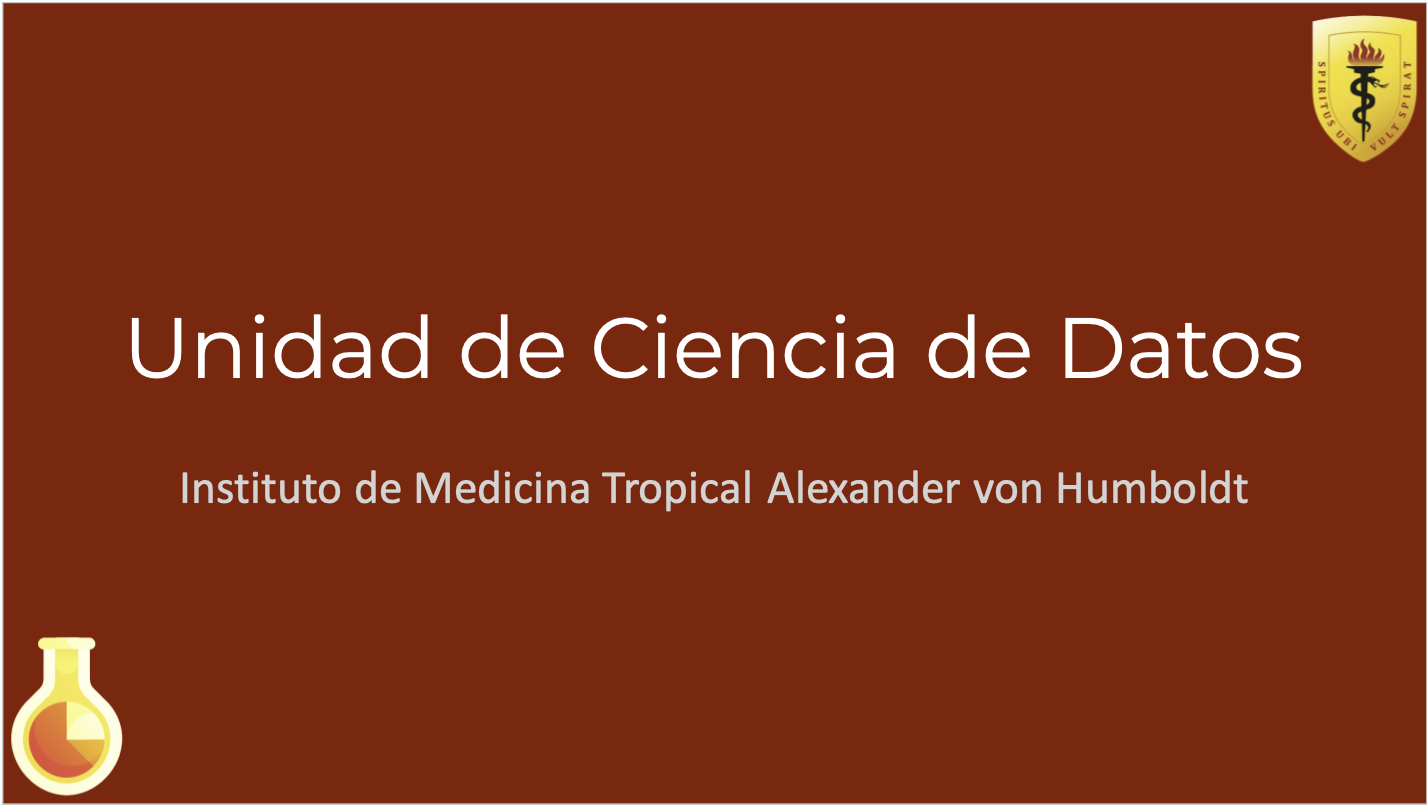 SPIRITUS UBI VULT SPIRAT
Unidad de Ciencia de Datos
Instituto de Medicina Tropical Alexander von Humboldt